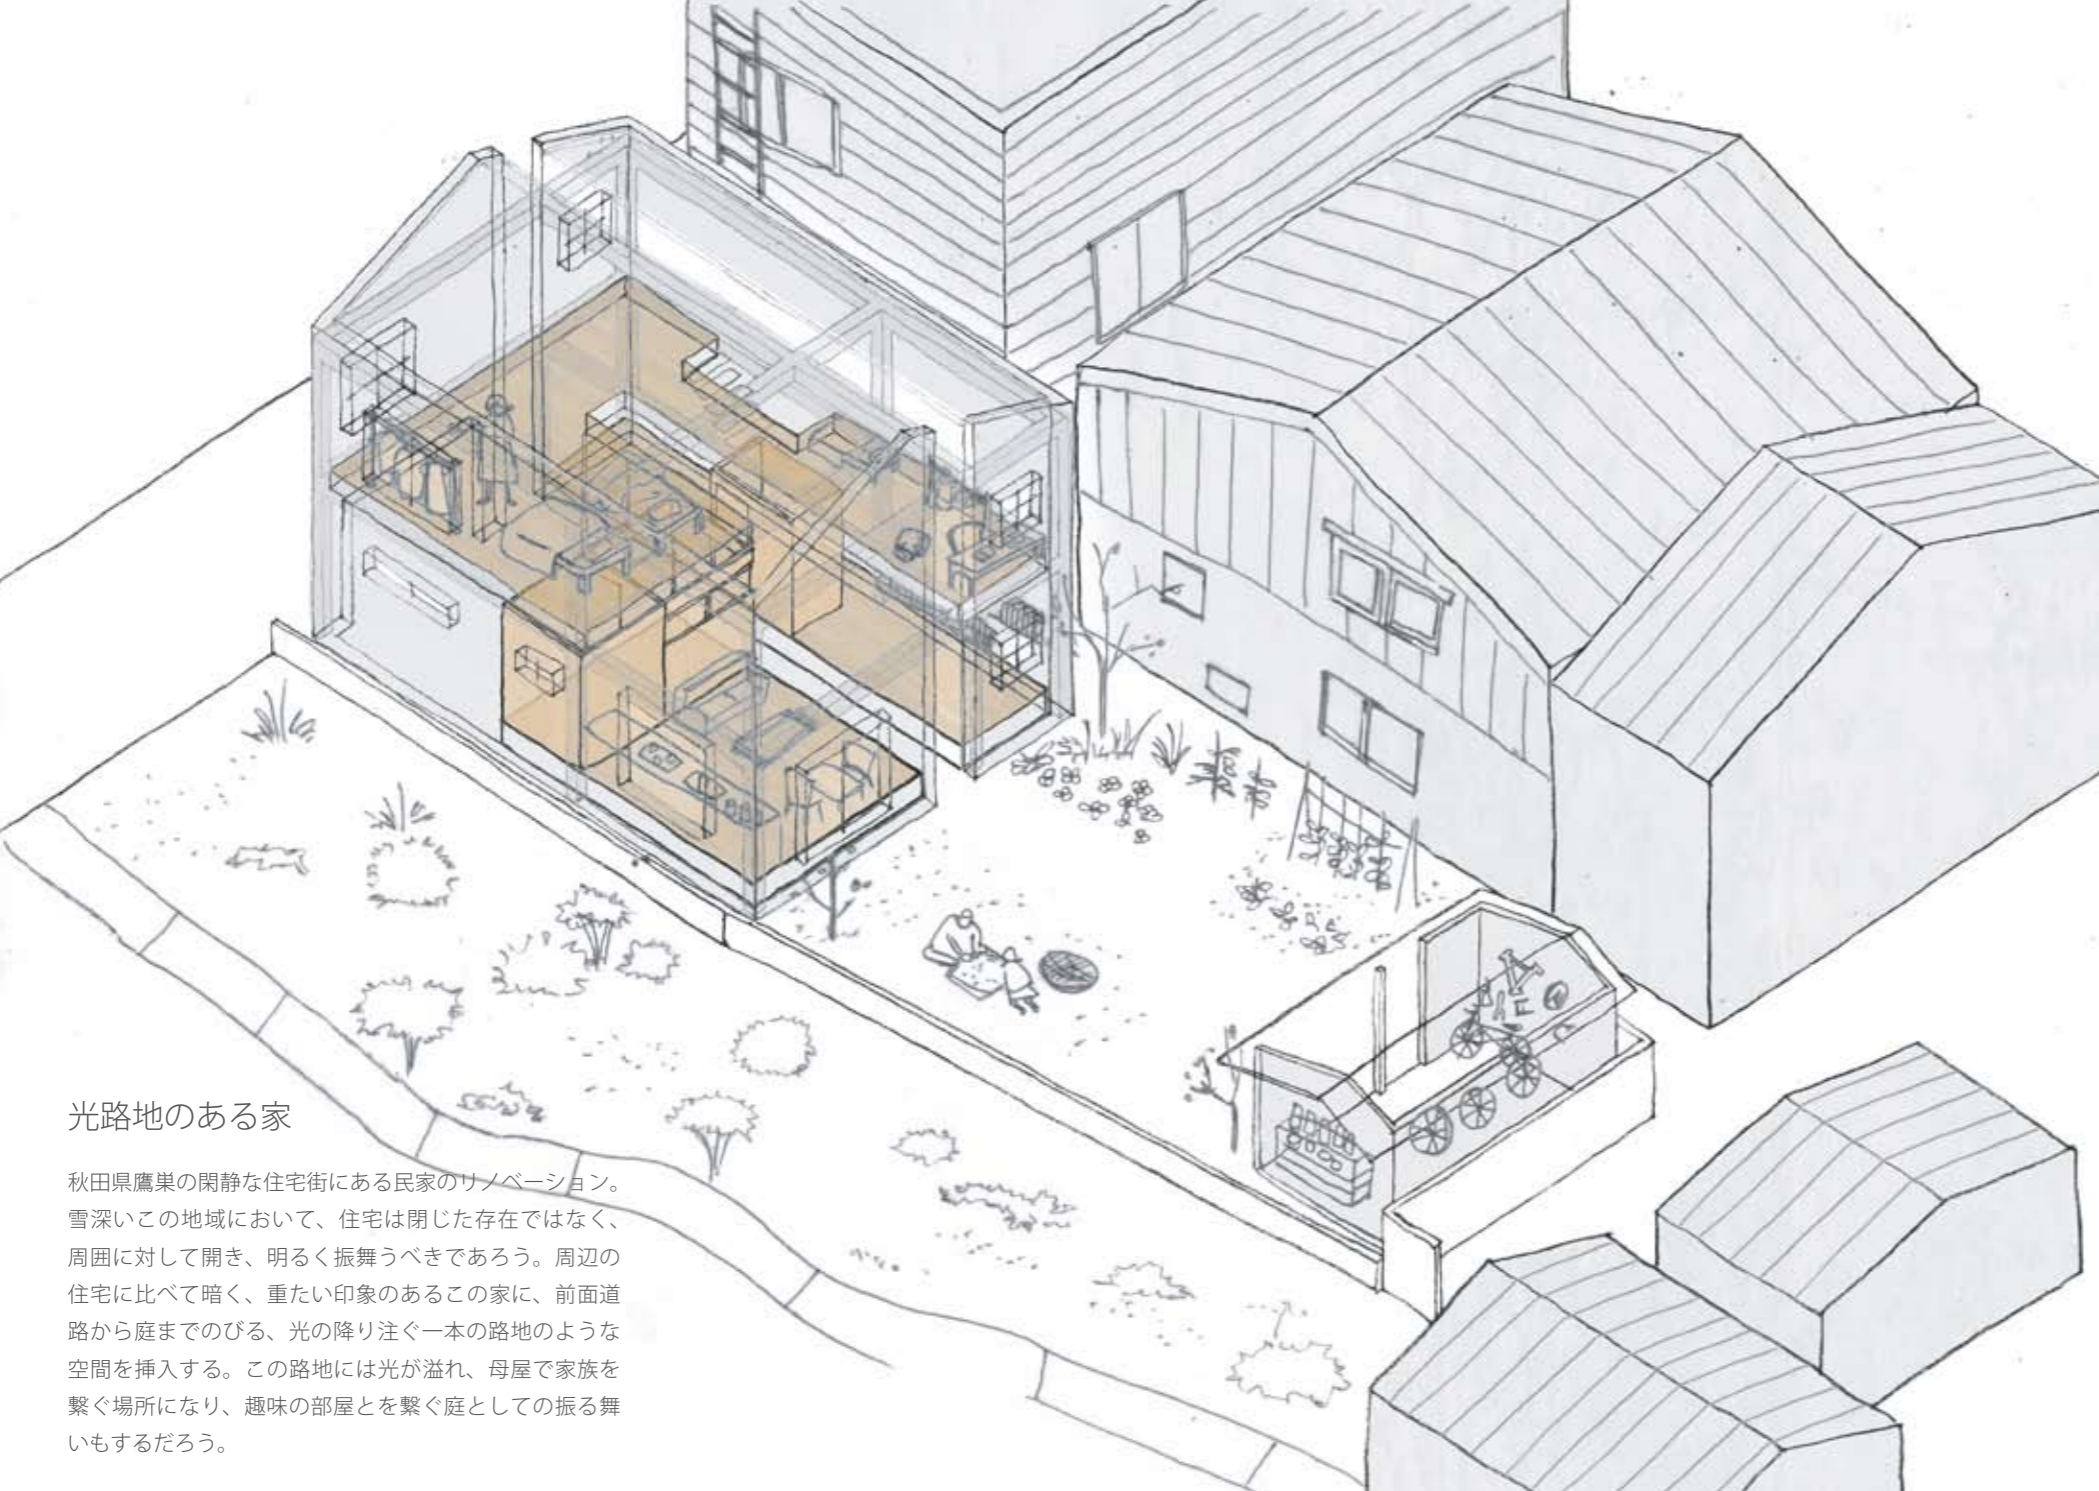 光路地のある家
秋田県鷹巣の閑静な住宅街にある民家のリノベーション。
雪深いこの地域において、住宅は閉じた存在ではなく、
周囲に対して開き、明るく振舞うべきであろう。周辺の
住宅に比べて暗く、重たい印象のあるこの家に、前面道
路から庭までのびる、光の降り注ぐ一本の路地のような
空間を挿入する。この路地には光が溢れ、母屋で家族を
繋ぐ場所になり、趣味の部屋とを繋ぐ庭としての振る舞
いもするだろう。